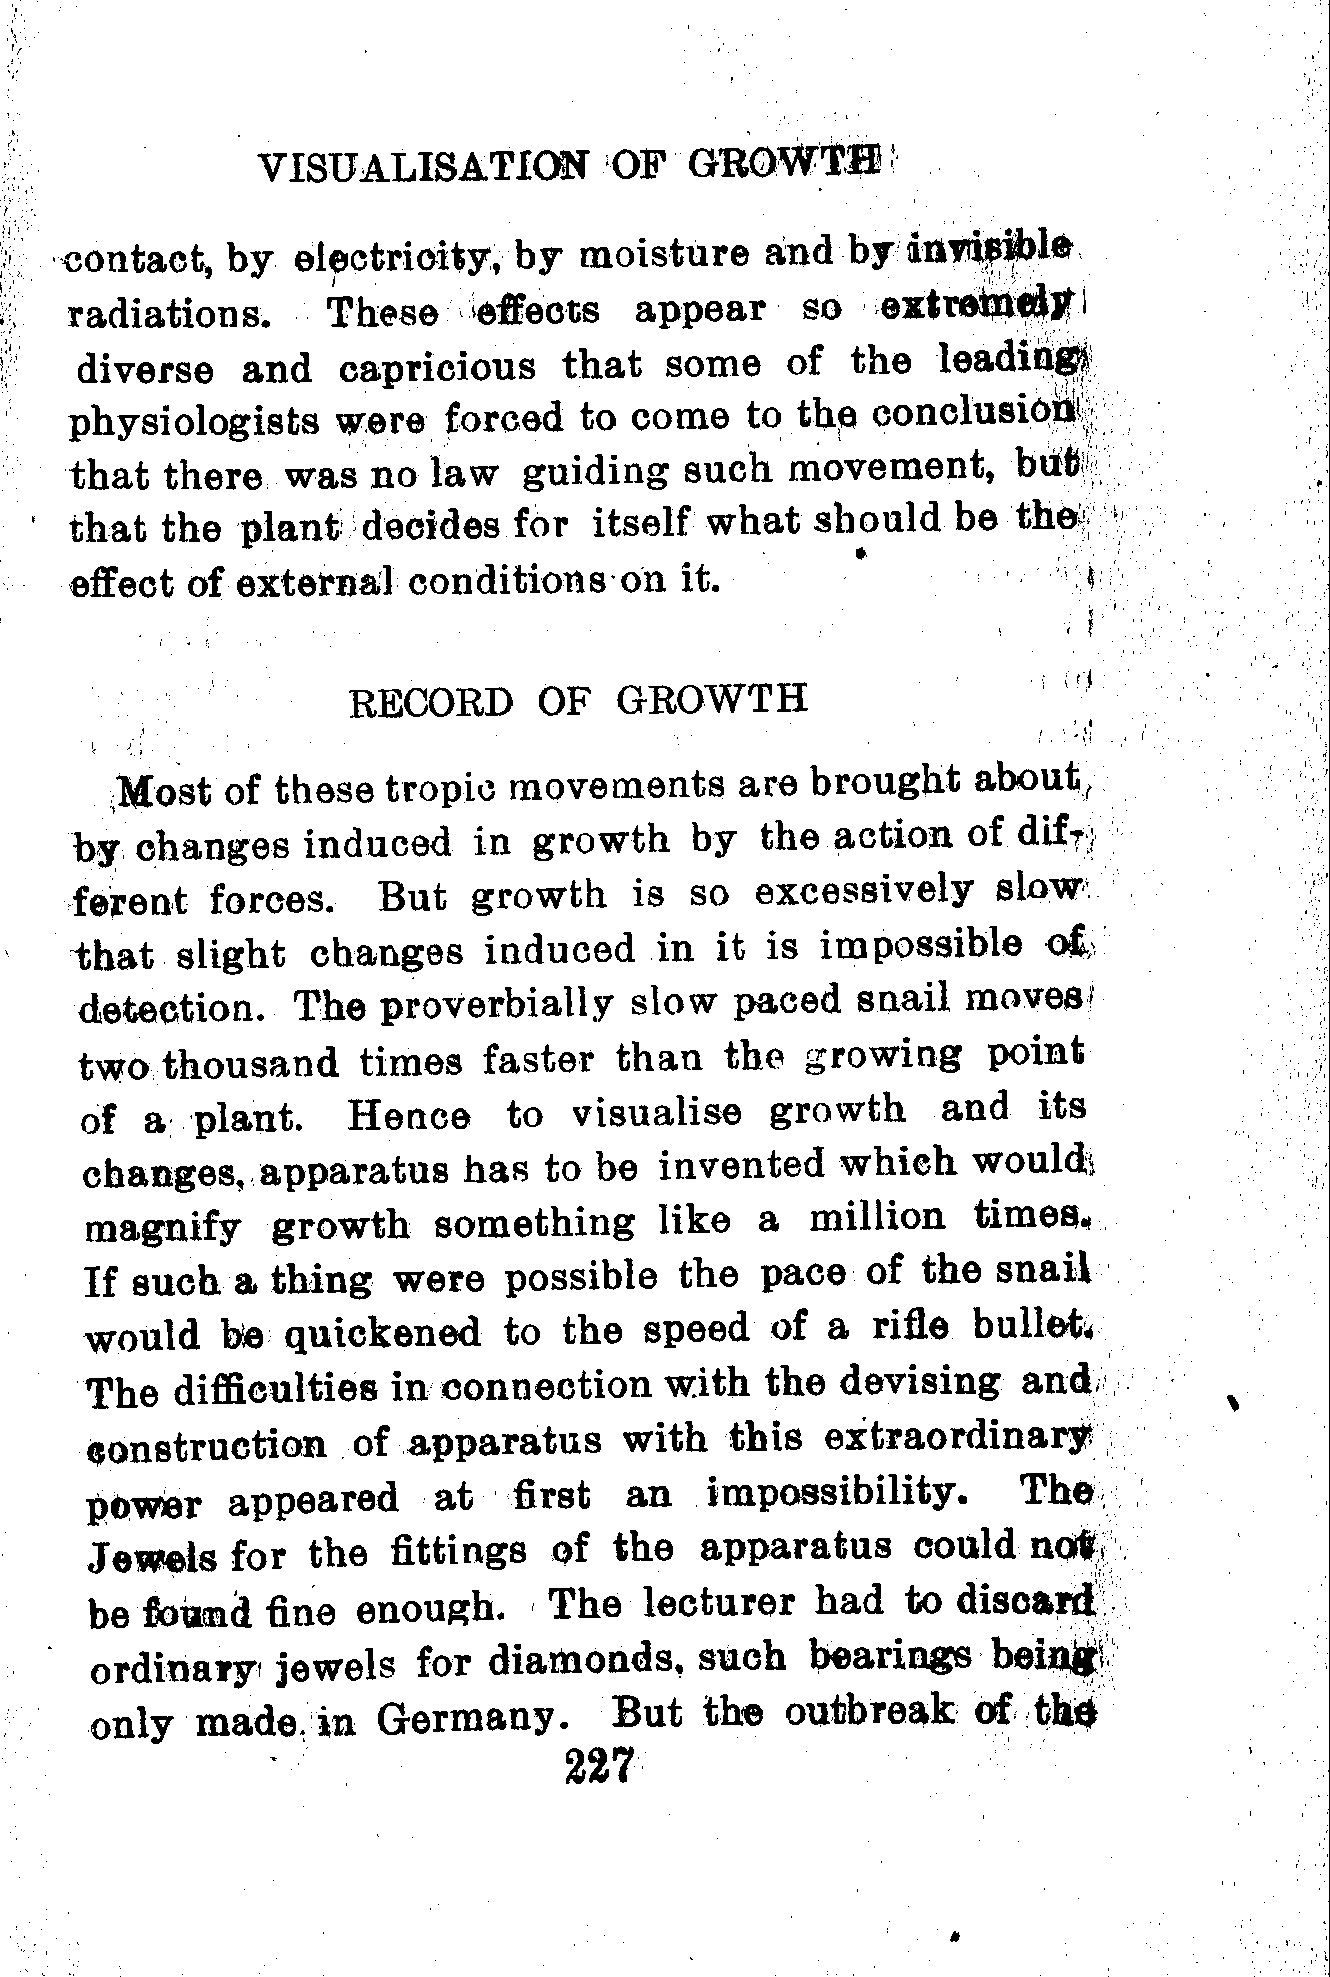 VISUALISATION OF GROWTH
contact, by electricity, by moisture and by invisible
radiations. These effects appear so extremely
diverse and capricious that some of the leading
physiologists were forced to come to the conclusion
that there was no law guiding such movement, but
that the plant decides for itself what should be the
effect of external conditions on it.
RECORD OF GROWTH
Most of these tropic movements are brought about
by changes induced in growth by the action of dif-
ferent forces. But growth is so excessively slow
that slight changes induced in it is impossible of
detection. The proverbially slow paced snail moves
two thousand times faster than the growing point
of a plant. Hence to visualise growth and its
changes, apparatus has to be invented which would
magnify growth something like a million times.
If such a thing were possible the pace of the snail
would be quickened to the speed of a rifle bullet.
The difficulties in connection with the devising and
construction of apparatus with this extraordinary
power appeared at first an impossibility. The
Jewels for the fittings of the apparatus could not
be found fine enough. The lecturer had to discard
ordinary jewels for diamonds, such bearings being
only made in Germany. But the outbreak of the
227